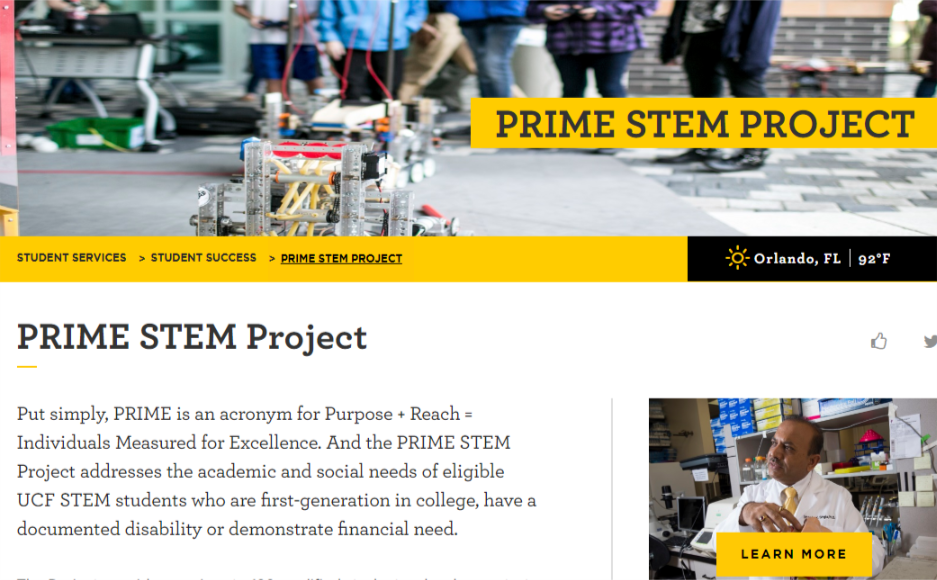 PRIME STEM PROJECT
STUDENT SERVICES > STUDENT SUCCESS > PRIME STEM PROJECT
Orlando, FL | 92°F
PRIME STEM Project
Put simply, PRIME is an acronym for Purpose + Reach =
Individuals Measured for Excellence. And the PRIME STEM
Project addresses the academic and social needs of eligible
UCF STEM students who are first-generation in college, have a
documented disability or demonstrate financial need.
LEARN MORE